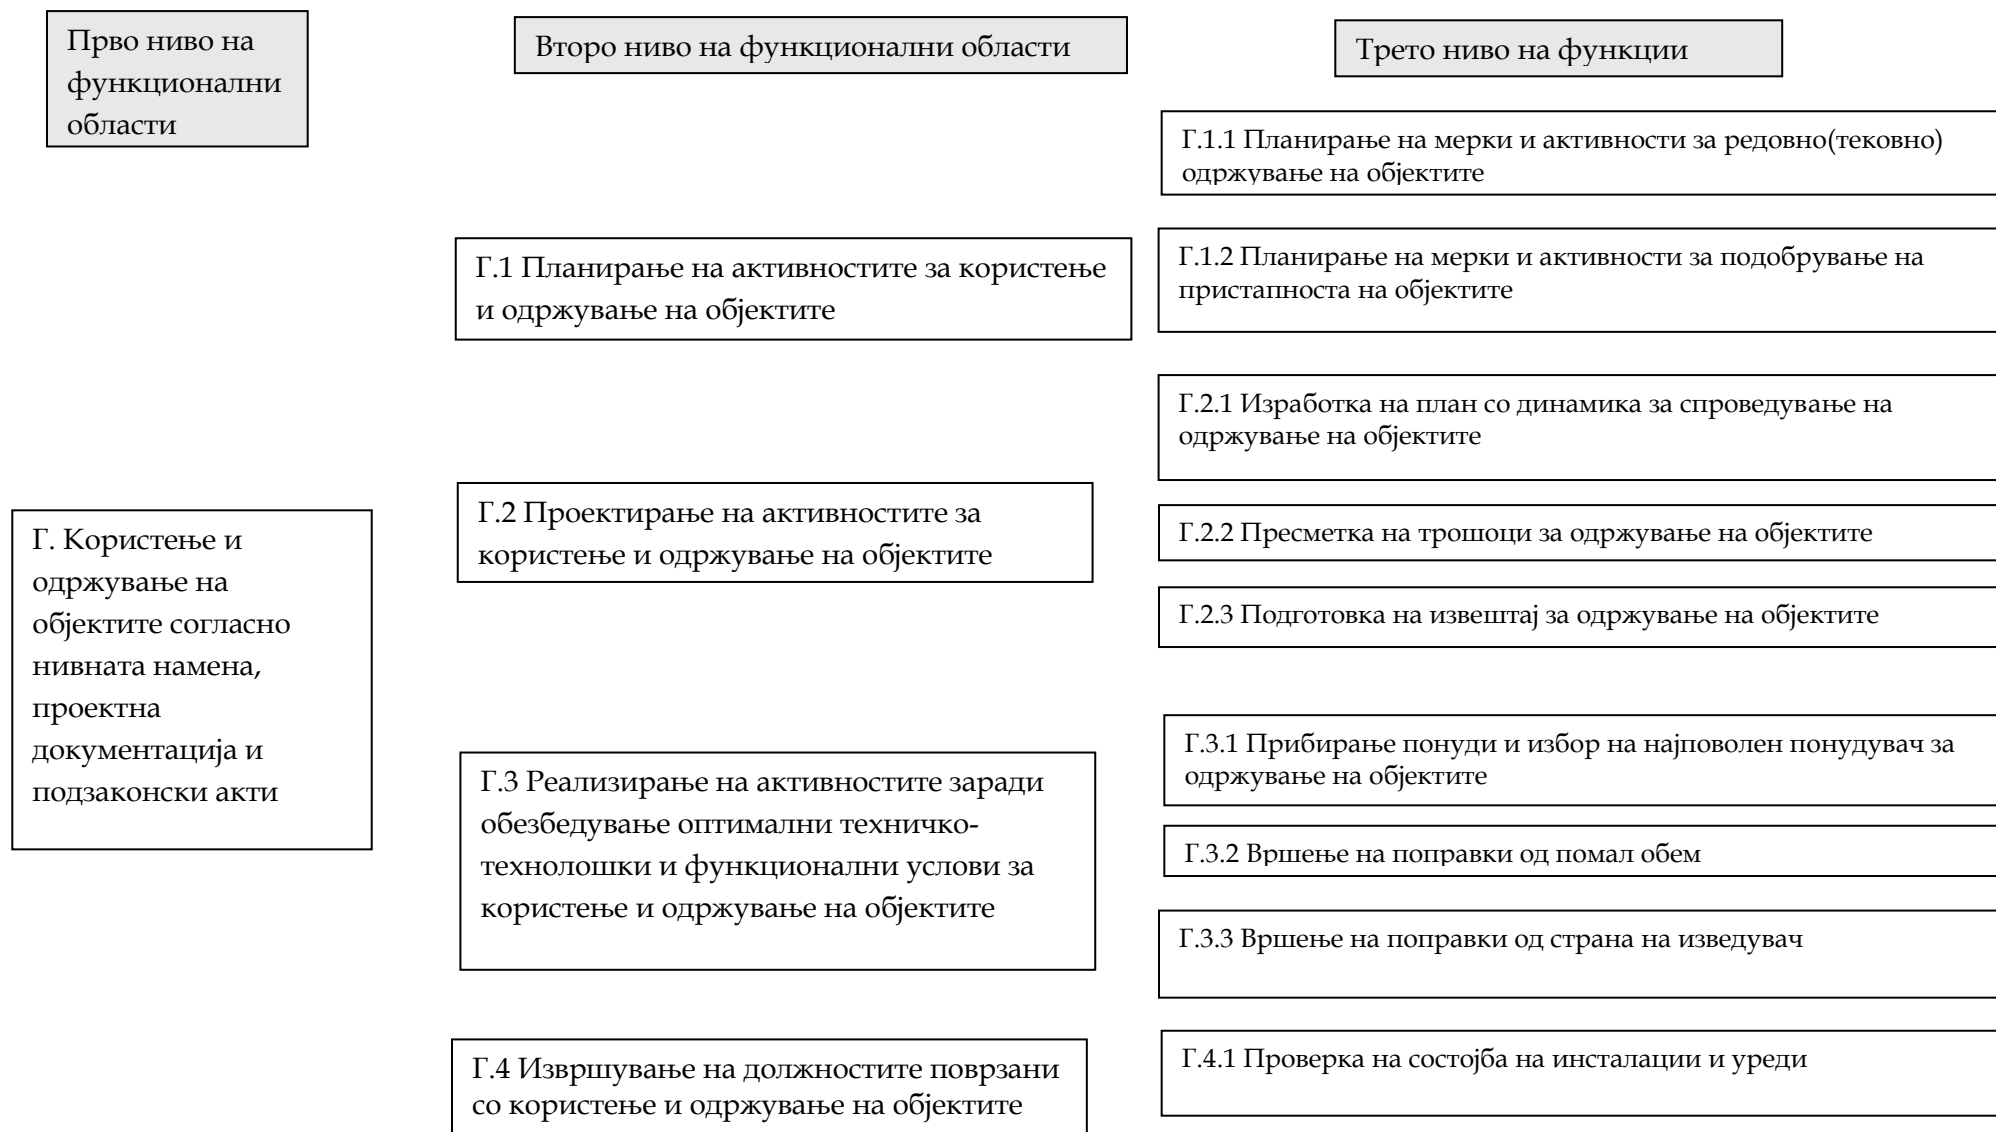 Прво ниво на
функционални
области
Второ ниво на функционални области
Трето ниво на функции
Г. Користење и
одржување на
објектите согласно
нивната намена,
проектна
документација и
подзаконски акти
Г.1 Планирање на активностите за користење
и одржување на објектите
Г.1.1 Планирање на мерки и активности за редовно(тековно)
одржување на објектите
Г.1.2 Планирање на мерки и активности за подобрување на
пристапноста на објектите
Г.2 Проектирање на активностите за
користење и одржување на објектите
Г.2.1 Изработка на план со динамика за спроведување на
одржување на објектите
Г.2.2 Пресметка на трошоци за одржување на објектите
Г.2.3 Подготовка на извештај за одржување на објектите
Г.3 Реализирање на активностите заради
обезбедување оптимални техничко-
технолошки и функционални услови за
користење и одржување на објектите
Г.3.1 Прибирање понуди и избор на најповолен понудувач за
одржување на објектите
Г.3.2 Вршење на поправки од помал обем
Г.3.3 Вршење на поправки од страна на изведувач
Г.4 Извршување на должностите поврзани
со користење и одржување на објектите
Г.4.1 Проверка на состојба на инсталации и уреди